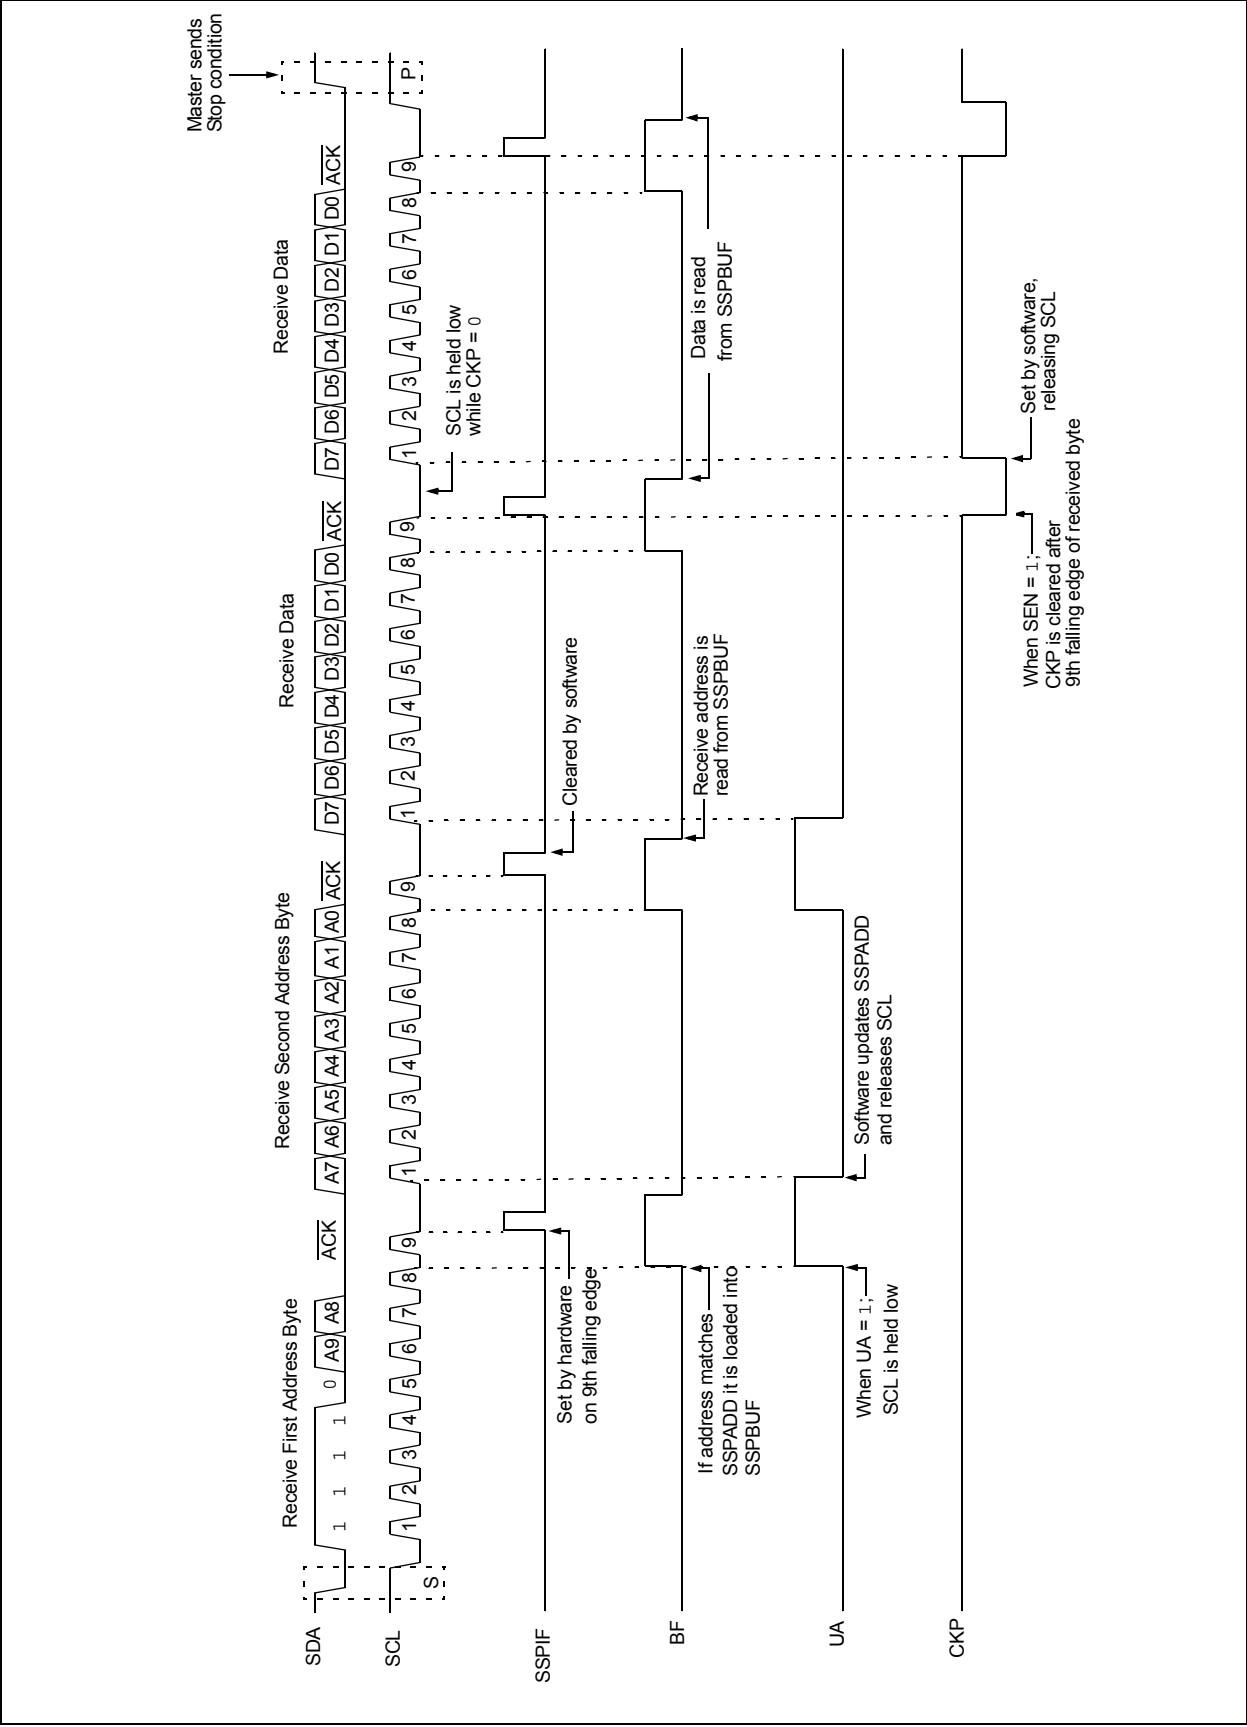 Master sends
Stop condition
Receive First Address Byte
Receive Second Address Byte
Receive Data
Receive Data
SDA
1 1 1 1 0 A9 A8 ACK A7 A6 A5 A4 A3 A2 A1 A0 ACK D7 D6 D5 D4 D3 D2 D1 D0 ACK D7 D6 D5 D4 D3 D2 D1 D0 ACK
SCL
S 1 2 3 4 5 6 7 8 9 1 2 3 4 5 6 7 8 9 1 2 3 4 5 6 7 8 9 1 2 3 4 5 6 7 8 9 P
SCL is held low
while CKP = 0
SSPIF
Set by hardware
on 9th falling edge
Cleared by software
BF
If address matches
SSPADD it is loaded into
SSPBUF
Receive address is
read from SSPBUF
Data is read
from SSPBUF
UA
When UA = 1;
SCL is held low
Software updates SSPADD
and releases SCL
CKP
When SEN = 1;
CKP is cleared after
9th falling edge of received byte
Set by software,
releasing SCL